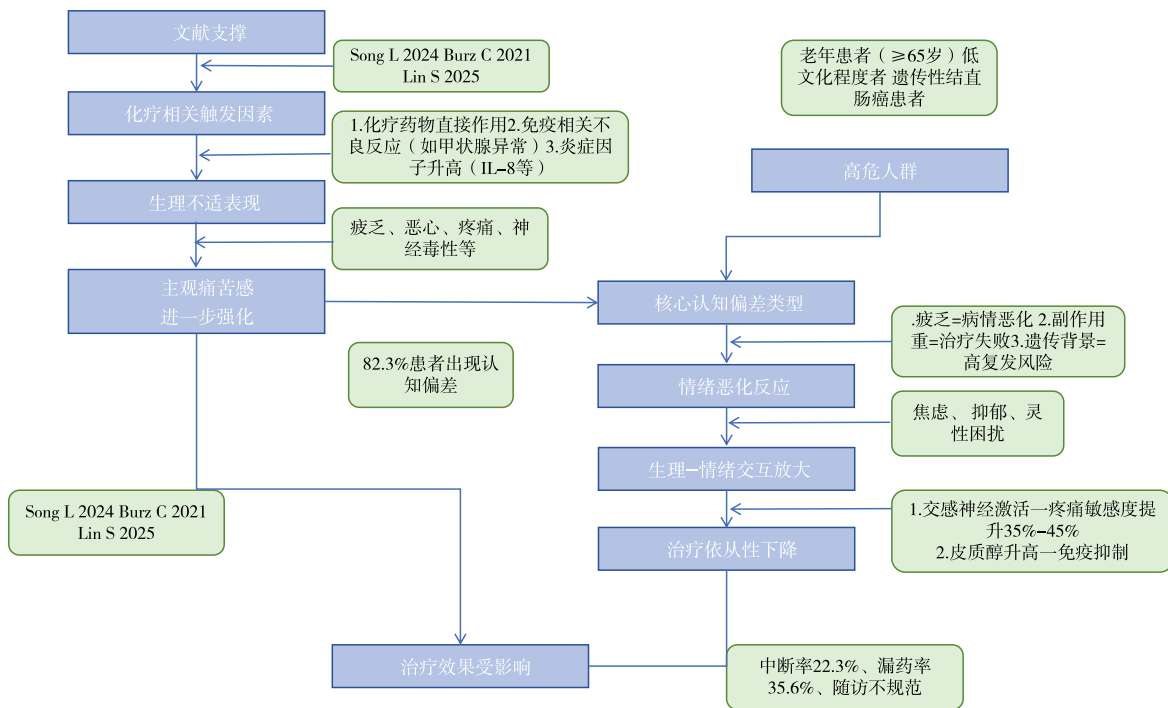 文献支撑
Song L 2024 Burz C 2021
Lin S 2025
化疗相关触发因素
1.化疗药物直接作用2.免疫相关不
良反应（如甲状腺异常）3.炎症因
子升高（IL-8等）
生理不适表现
疲乏、恶心、疼痛、神
经毒性等
主观痛苦感
进一步强化
82.3%患者出现认
知偏差
Song L 2024 Burz C 2021
Lin S 2025
老年患者（≥65岁）低
文化程度者 遗传性结直
肠癌患者
高危人群
核心认知偏差类型
.疲乏=病情恶化 2.副作用
重=治疗失败3.遗传背景=
高复发风险
情绪恶化反应
焦虑、抑郁、灵
性困扰
生理—情绪交互放大
1.交感神经激活一疼痛敏感度提
升35%-45%
2.皮质醇升高一免疫抑制
治疗依从性下降
中断率22.3%、漏药率
35.6%、随访不规范
治疗效果受影响